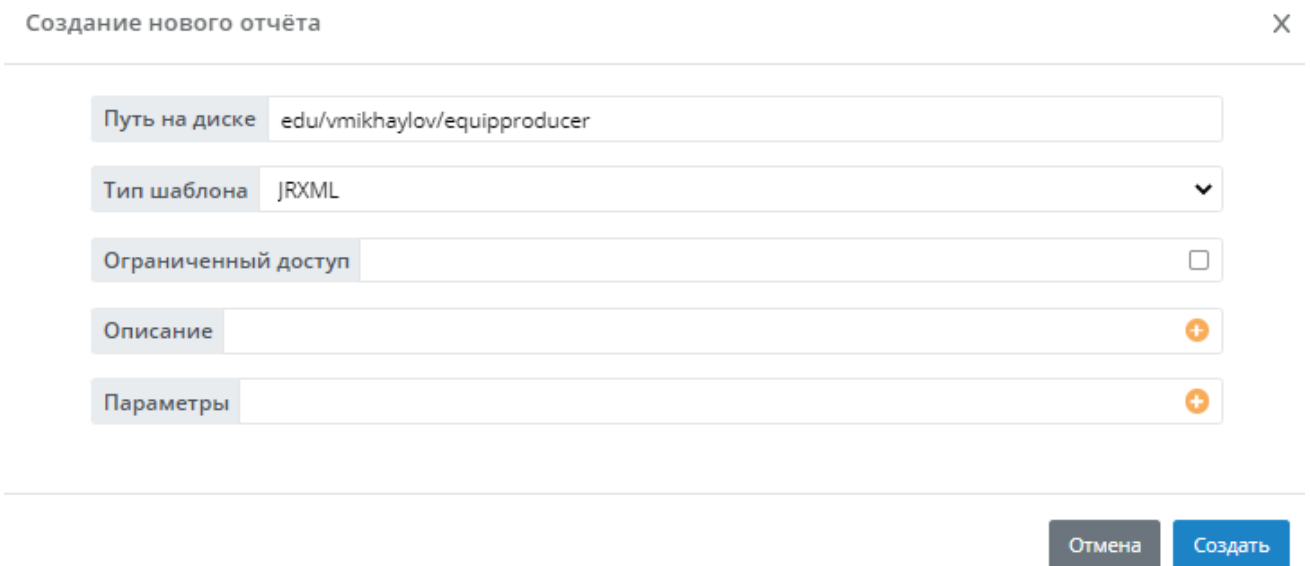 Создание нового отчёта
Путь на диске edu/vmikhaylov/equipproducer
Тип шаблона JRXML
Ограниченный доступ
Описание
Параметры
Отмена Создать